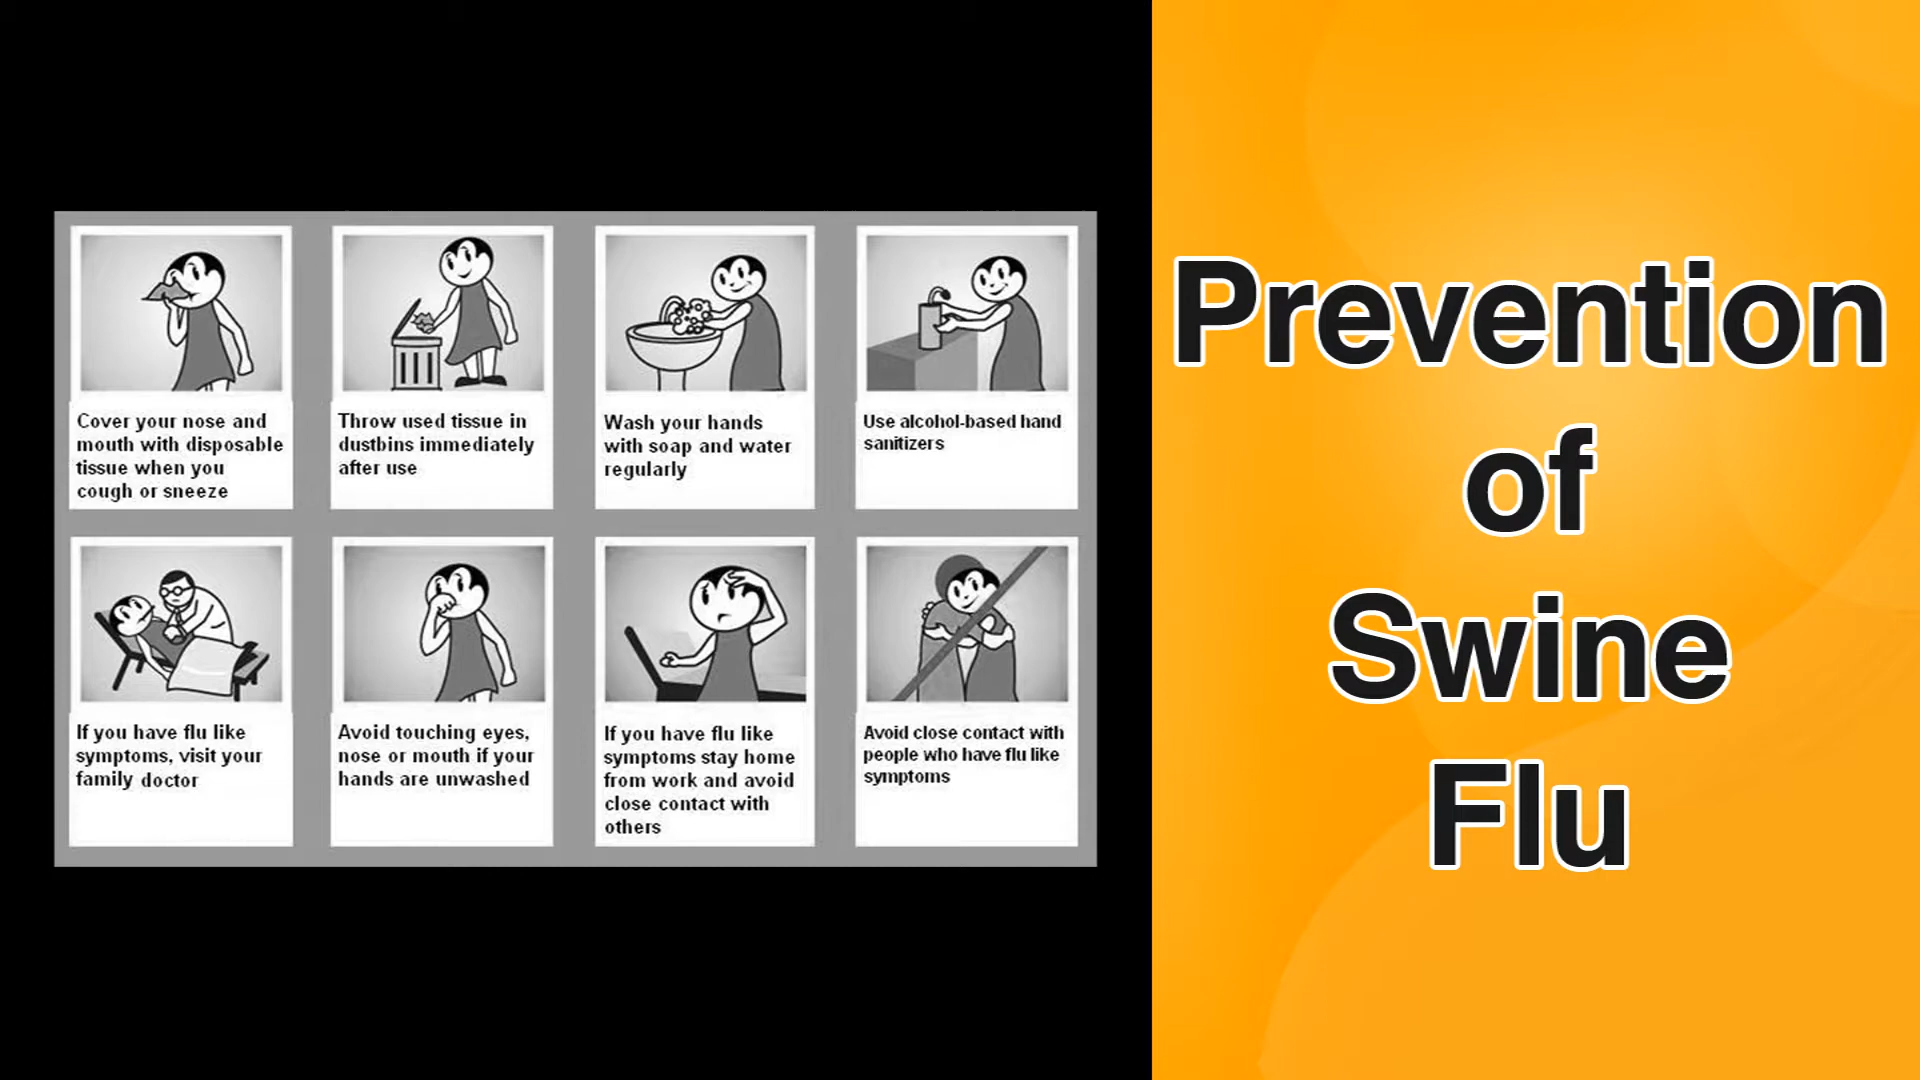 Cover your nose and
mouth with disposable
tissue when you
cough or sneeze
Throw used tissue in
dustbins immediately
after use
Wash your hands
with soap and water
regularly
Use alcohol-based hand
sanitizers
If you have flu like
symptoms, visit your
family doctor
Avoid touching eyes,
nose or mouth if your
hands are unwashed
If you have flu like
symptoms stay home
from work and avoid
close contact with
others
Avoid close contact with
people who have flu like
symptoms
Prevention
of
Swine
Flu